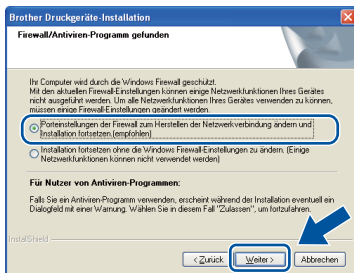 Brother Druckgeräte-Installation
Firewall/Antiviren-Programm gefunden
Ihr Computer wird durch die Windows Firewall geschützt.
Mit den aktuellen Firewall-Einstellungen können einige Netzwerkfunktionen Ihres Gerätes
nicht ausgeführt werden. Um alle Netzwerkfunktionen Ihres Gerätes verwenden zu können,
müssen einige Firewall-Einstellungen geändert werden.
Porteinstellungen der Firewall zum Herstellen der Netzwerkverbindung ändern und
Installation fortsetzen.(empfohlen)
Installation fortsetzen ohne die Windows Firewall-Einstellungen zu ändern. (Einige
Netzwerkfunktionen können nicht verwendet werden)
Für Nutzer von Antiviren-Programmen:
Falls Sie ein Antiviren-Programm verwenden, erscheint während der Installation eventuell ein
Dialogfeld mit einer Warnung. Wählen Sie in diesem Fall "Zulassen", um fortzufahren.
InstallShield
< Zurück
Weiter >
Abbrechen